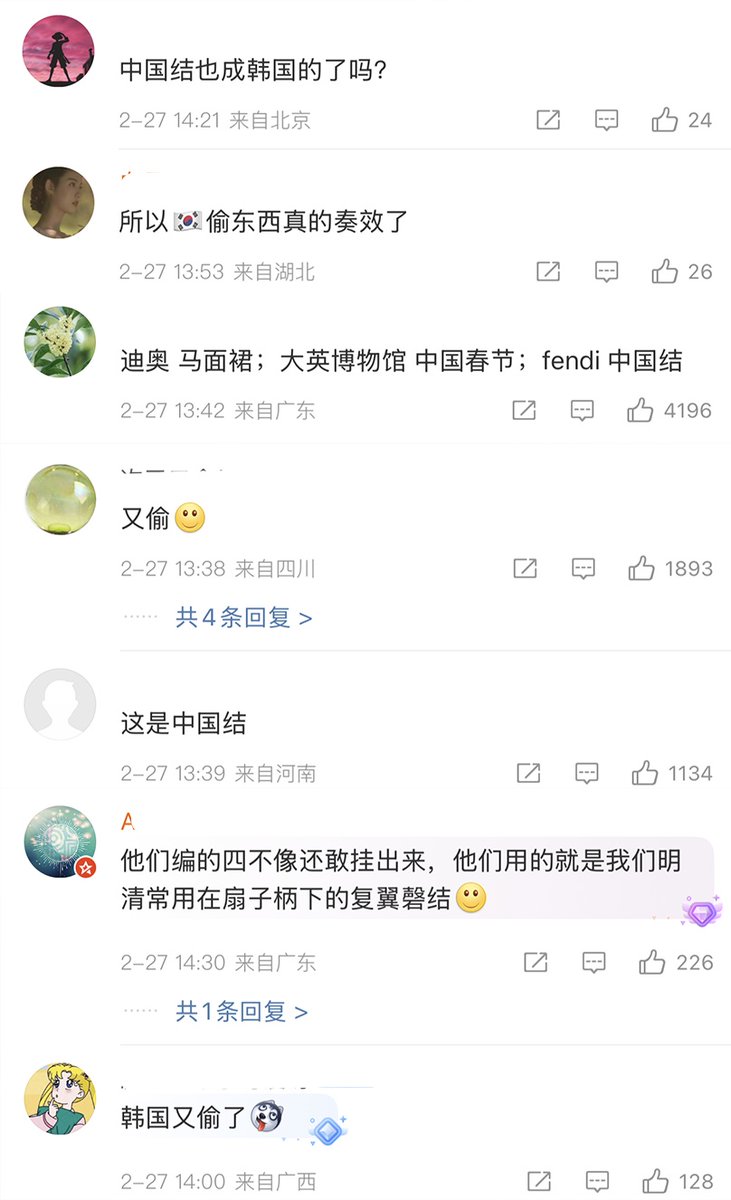 中国结也成韩国的了吗?
2-27 14:21 来自北京
24
所以🇰🇷偷东西真的奏效了
2-27 13:53 来自湖北
26
迪奥 马面裙；大英博物馆 中国春节；fendi 中国结
2-27 13:42 来自广东
4196
又偷🙂
2-27 13:38 来自四川
1893
······ 共4条回复 >
这是中国结
2-27 13:39 来自河南
1134
A
他们编的四不像还敢挂出来，他们用的就是我们明
清常用在扇子柄下的复翼磬结🙂
2-27 14:30 来自广东
226
······ 共1条回复 >
韩国又偷了
2-27 14:00 来自广西
128